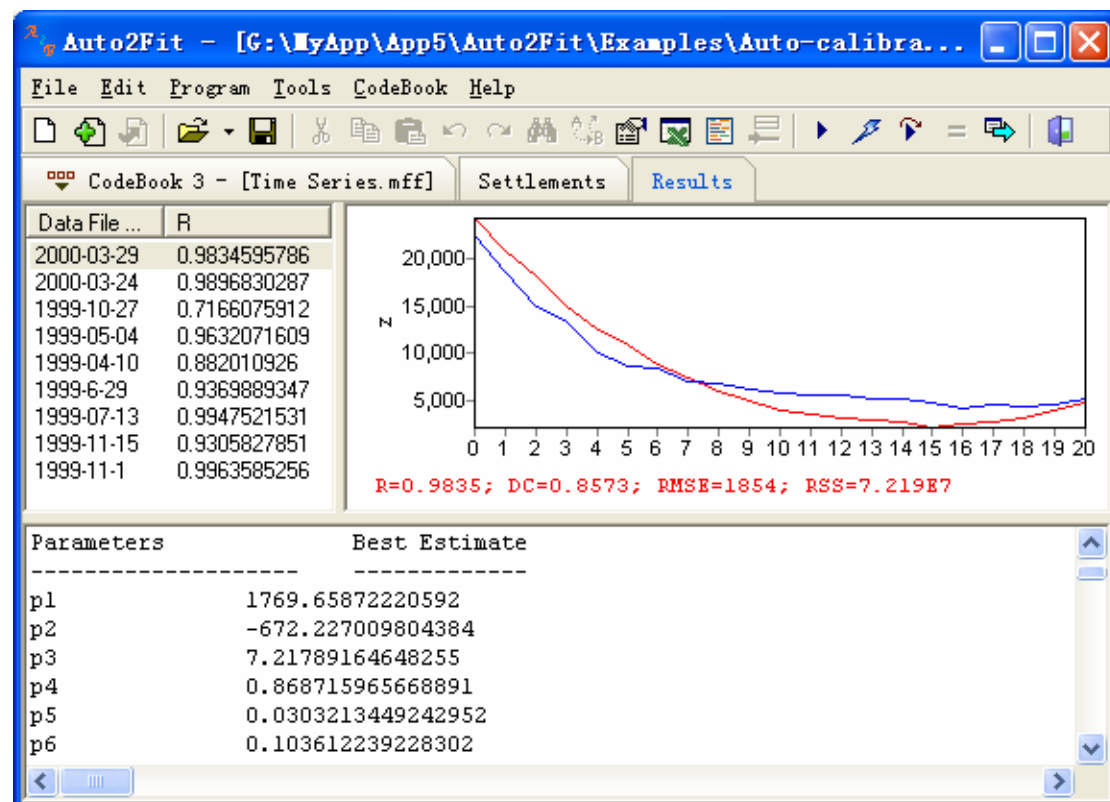 Auto2Fit - [G:\MyApp\App5\Auto2Fit\Examples\Auto-calibra...
File Edit Program Tools CodeBook Help
CodeBook 3 - [Time Series.mff] Settlements Results
Data File ... R
2000-03-29 0.9834595786
2000-03-24 0.9896830287
1999-10-27 0.7166075912
1999-05-04 0.9632071609
1999-04-10 0.882010926
1999-6-29 0.9369889347
1999-07-13 0.9947521531
1999-11-15 0.9305827851
1999-11-1 0.9963585256
20,000
15,000
z
10,000
5,000
0 1 2 3 4 5 6 7 8 9 10 11 12 13 14 15 16 17 18 19 20
R=0.9835; DC=0.8573; RMSE=1854; RSS=7.219E7
Parameters Best Estimate
-------------------- -------------
p1 1769.65872220592
p2 -672.227009804384
p3 7.21789164648255
p4 0.868715965668891
p5 0.0303213449242952
p6 0.103612239228302